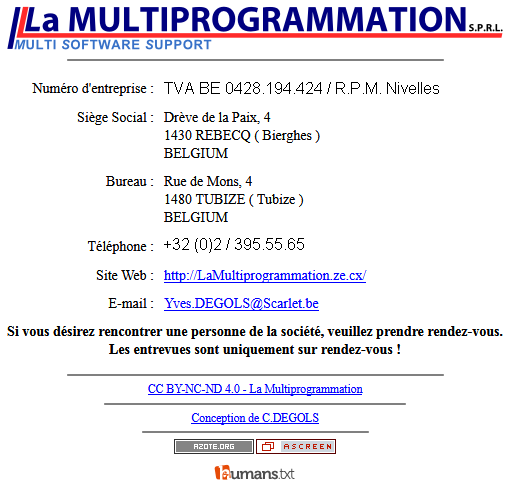 La MULTIPROGRAMMATION S.P.R.L.
MULTI SOFTWARE SUPPORT
Numéro d'entreprise : TVA BE 0428.194.424 / R.P.M. Nivelles
Siège Social : Drève de la Paix, 4
1430 REBECQ ( Bierghes )
BELGIUM
Bureau : Rue de Mons, 4
1480 TUBIZE ( Tubize )
BELGIUM
Téléphone : +32 (0)2 / 395.55.65
Site Web : http://LaMultiprogrammation.ze.cx/
E-mail : Yves.DEGOLS@Scarlet.be
Si vous désirez rencontrer une personne de la société, veuillez prendre rendez-vous.
Les entrevues sont uniquement sur rendez-vous !
CC BY-NC-ND 4.0 - La Multiprogrammation
Conception de C.DEGOLS
AZOTE.ORG ASCREEN
Humans.txt